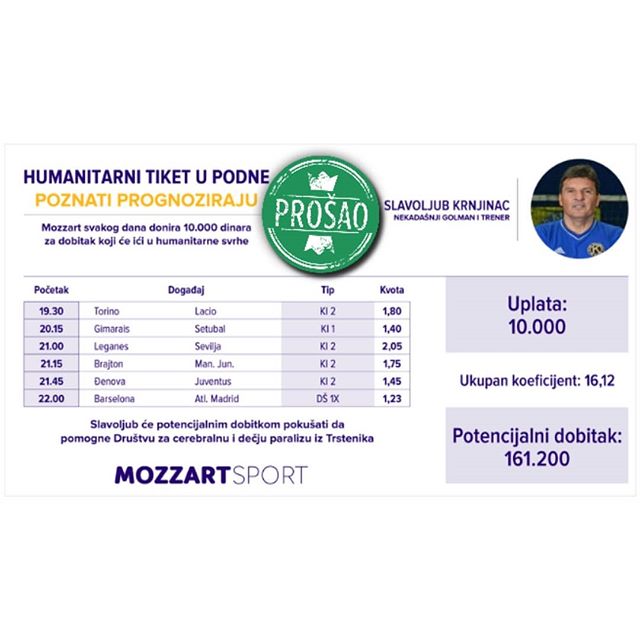 HUMANITARNI TIKET U PODNE
POZNATI PROGNOZIRAJU
Mozzart svakog dana donira 10.000 dinara
za dobitak koji će ići u humanitarne svrhe
PROŠAO
SLAVOLJUB KRNJINAC
NEKADAŠNJI GOLMAN I TRENER
Početak Događaj Tip Kvota
19.30 Torino Lacio KI 2 1,80
20.15 Gimarais Setubal KI 1 1,40
21.00 Leganes Sevilja KI 2 2,05
21.15 Brajton Man. Jun. KI 2 1,75
21.45 Đenova Juventus KI 2 1,45
22.00 Barselona Atl. Madrid DŠ 1X 1,23
Uplata:
10.000
Ukupan koeficijent: 16,12
Potencijalni dobitak:
161.200
Slavoljub će potencijalnim dobitkom pokušati da
pomogne Društvu za cerebralnu i dečju paralizu iz Trstenika
MOZZARTSPORT